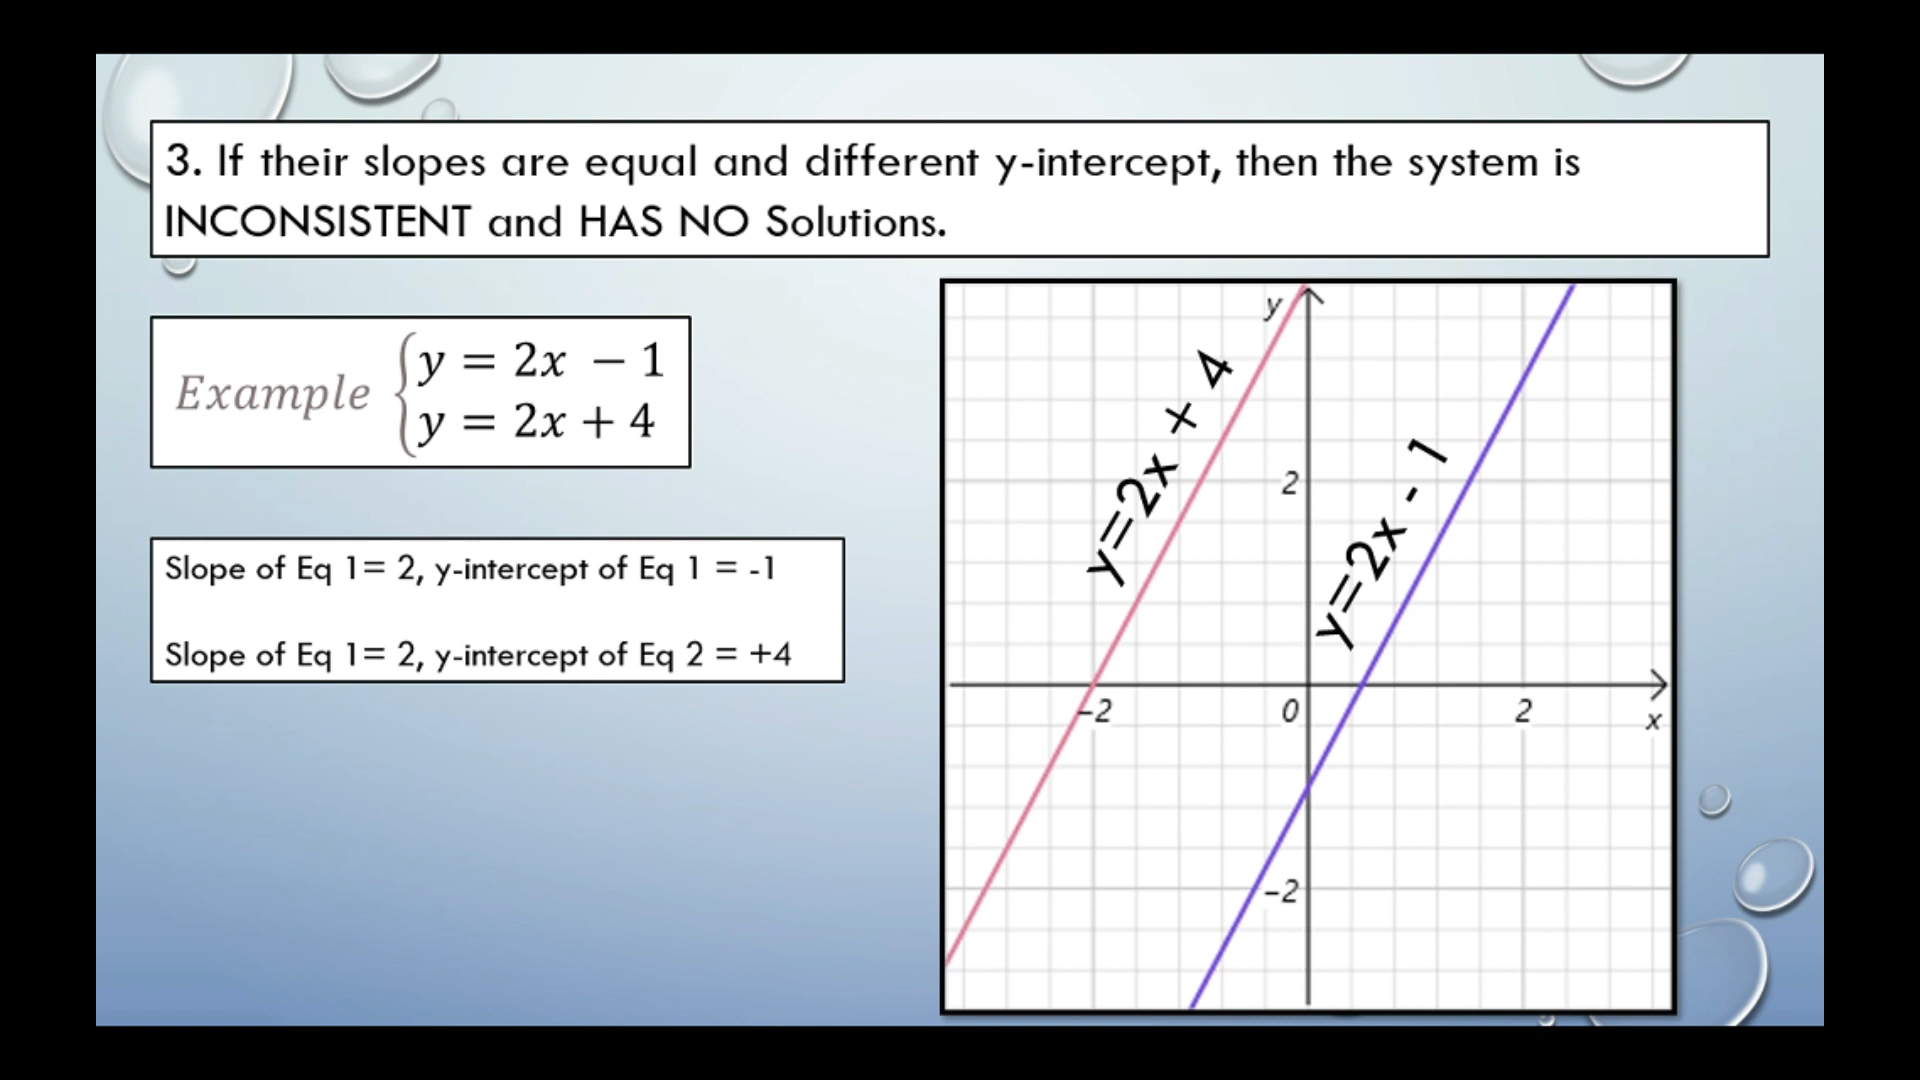 3. If their slopes are equal and different y-intercept, then the system is
INCONSISTENT and HAS NO Solutions.
Example { y = 2x − 1
y = 2x + 4
Slope of Eq 1= 2, y-intercept of Eq 1 = -1
Slope of Eq 1= 2, y-intercept of Eq 2 = +4
y
y=2x + 4
y=2x - 1
2
−2
0
2
x
−2